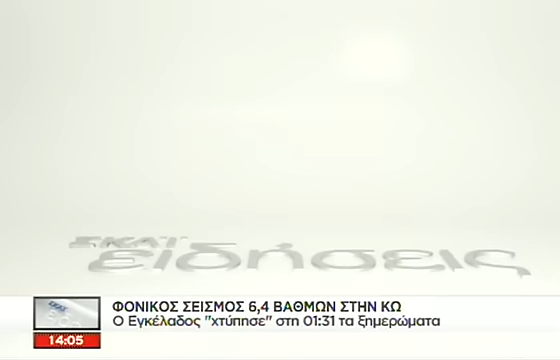 ΣΚΑΪ
ειδήσεις
ΦΟΝΙΚΟΣ ΣΕΙΣΜΟΣ 6,4 ΒΑΘΜΩΝ ΣΤΗΝ ΚΩ
Ο Εγκέλαδος "χτύπησε" στη 01:31 τα ξημερώματα
14:05